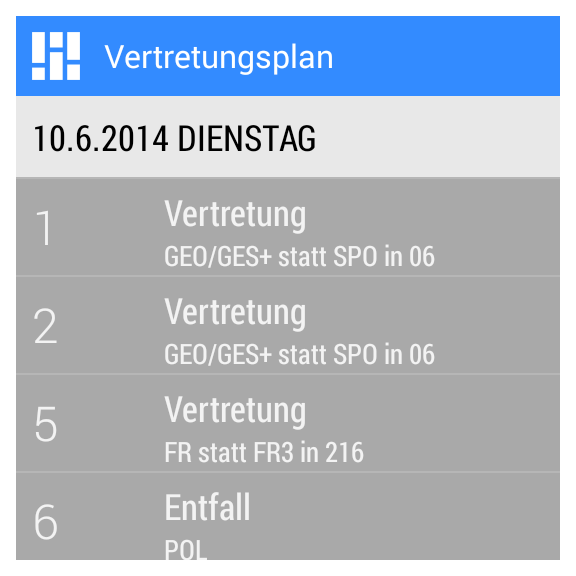 Vertretungsplan
10.6.2014 DIENSTAG
1
Vertretung
GEO/GES+ statt SPO in 06
2
Vertretung
GEO/GES+ statt SPO in 06
5
Vertretung
FR statt FR3 in 216
6
Entfall
POL